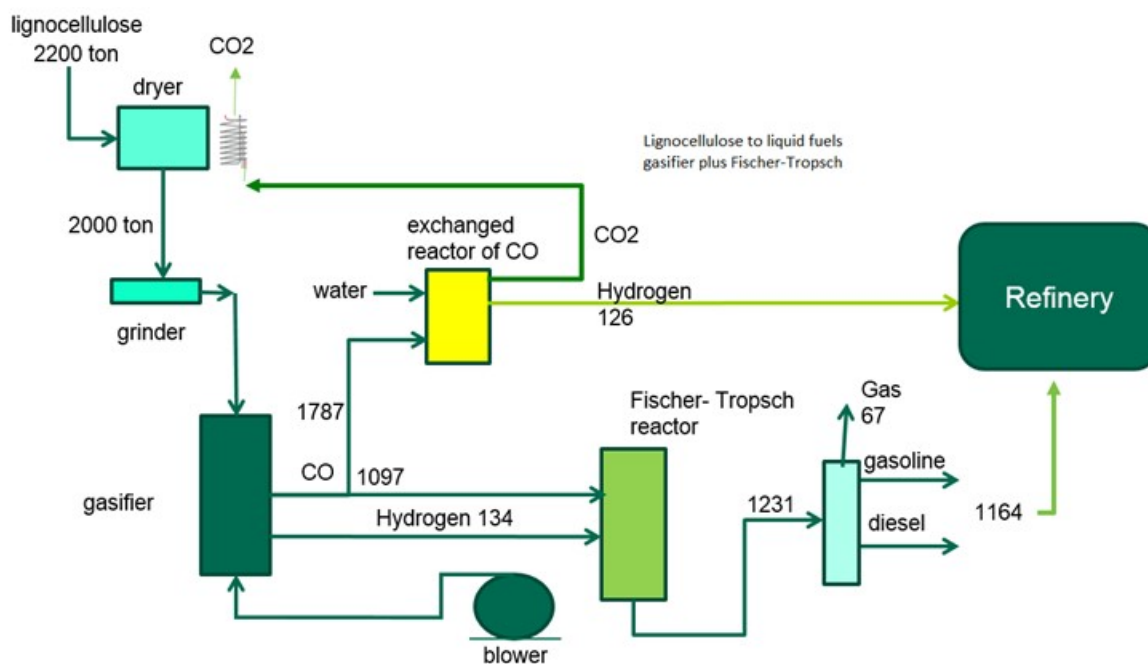 lignocellulose
2200 ton
CO2
dryer
Lignocellulose to liquid fuels
gasifier plus Fischer-Tropsch
2000 ton
exchanged
reactor of CO
CO2
water
Hydrogen
126
Refinery
grinder
1787
Fischer- Tropsch
reactor
Gas
67
gasoline
CO
1097
gasifier
Hydrogen 134
1231
diesel
1164
blower